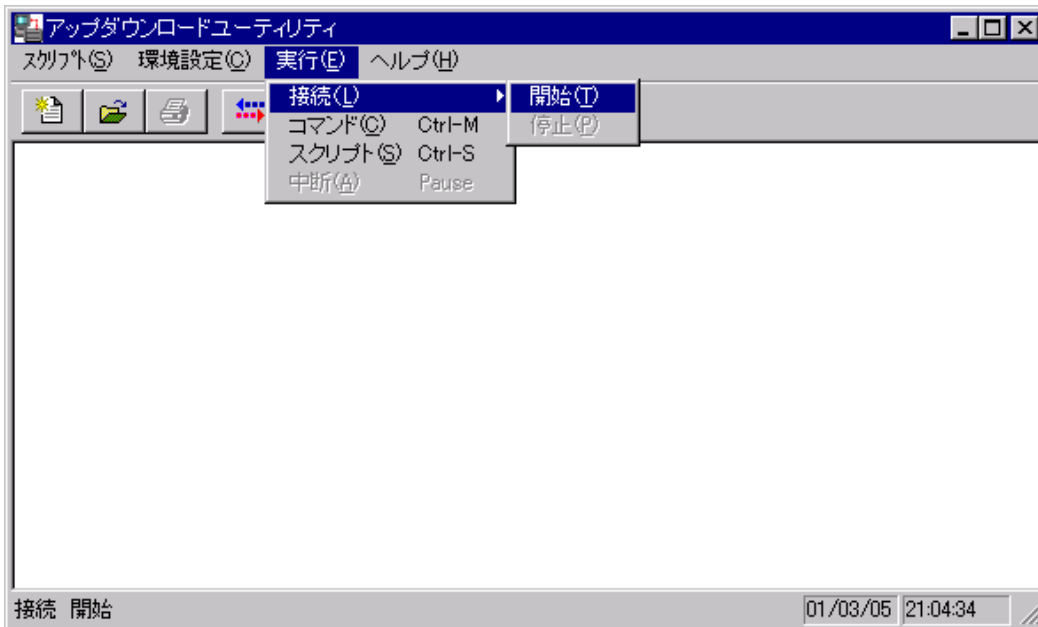 アップダウンロードユーティリティ
スクリプト(S) 環境設定(C) 実行(E) ヘルプ(H)
接続(L) 開始(T)
コマンド(C) Ctrl-M 停止(P)
スクリプト(S) Ctrl-S
中断(A) Pause
接続 開始 01/03/05 21:04:34